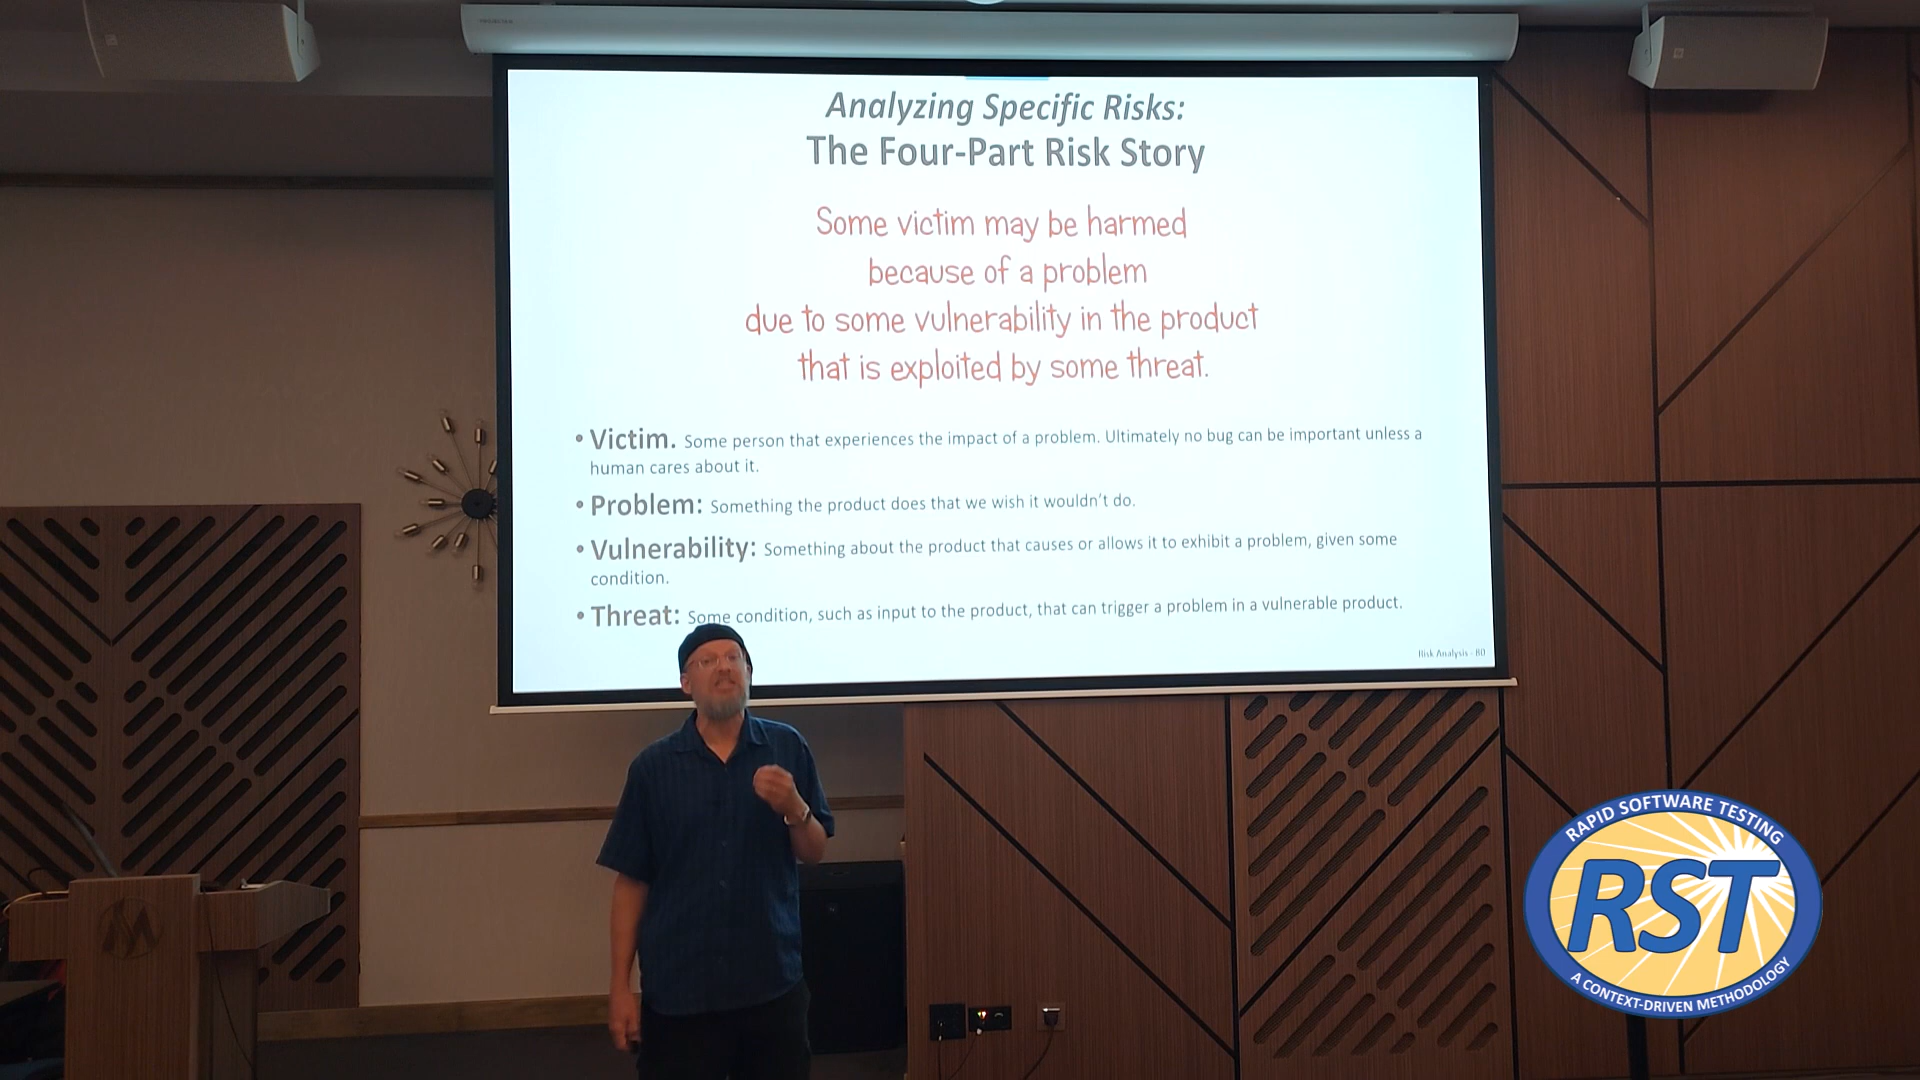 Analyzing Specific Risks:
The Four-Part Risk Story
Some victim may be harmed
because of a problem
due to some vulnerability in the product
that is exploited by some threat.
• Victim. Some person that experiences the impact of a problem. Ultimately no bug can be important unless a
human cares about it.
• Problem: Something the product does that we wish it wouldn't do.
• Vulnerability: Something about the product that causes or allows it to exhibit a problem, given some
condition.
• Threat: Some condition, such as input to the product, that can trigger a problem in a vulnerable product.
Risk Analysis - 80
RAPID SOFTWARE TESTING
RST
A CONTEXT-DRIVEN METHODOLOGY